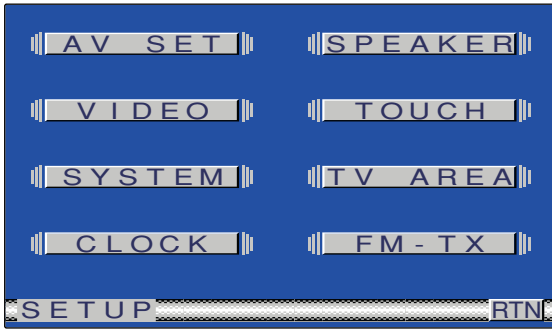 AV SET SPEAKER
VIDEO TOUCH
SYSTEM TV AREA
CLOCK FM-TX
SETUP RTN